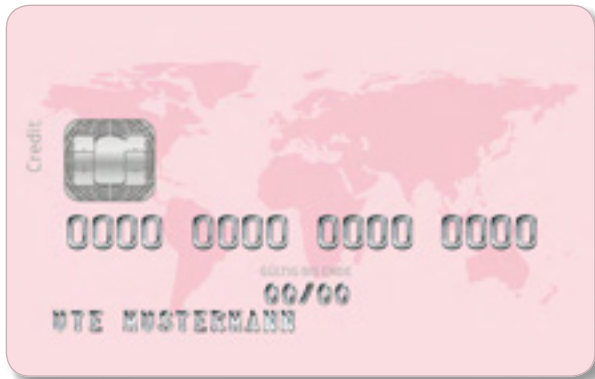 Credit
0000 0000 0000 0000
GÜLTIG BIS ENDE
00/00
UTE MUSTERMANN